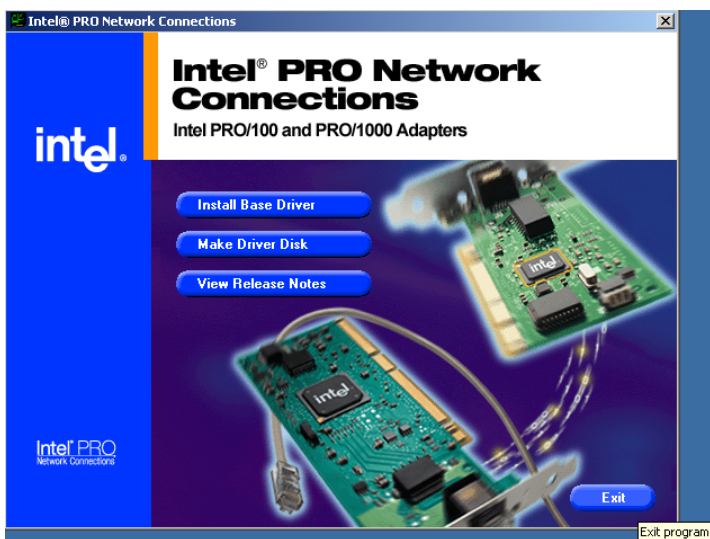 Intel® PRO Network Connections
Intel® PRO Network
Connections
Intel PRO/100 and PRO/1000 Adapters
intel®
Install Base Driver
Make Driver Disk
View Release Notes
intel
intel
Intel® PRO
Network Connections
Exit
Exit program